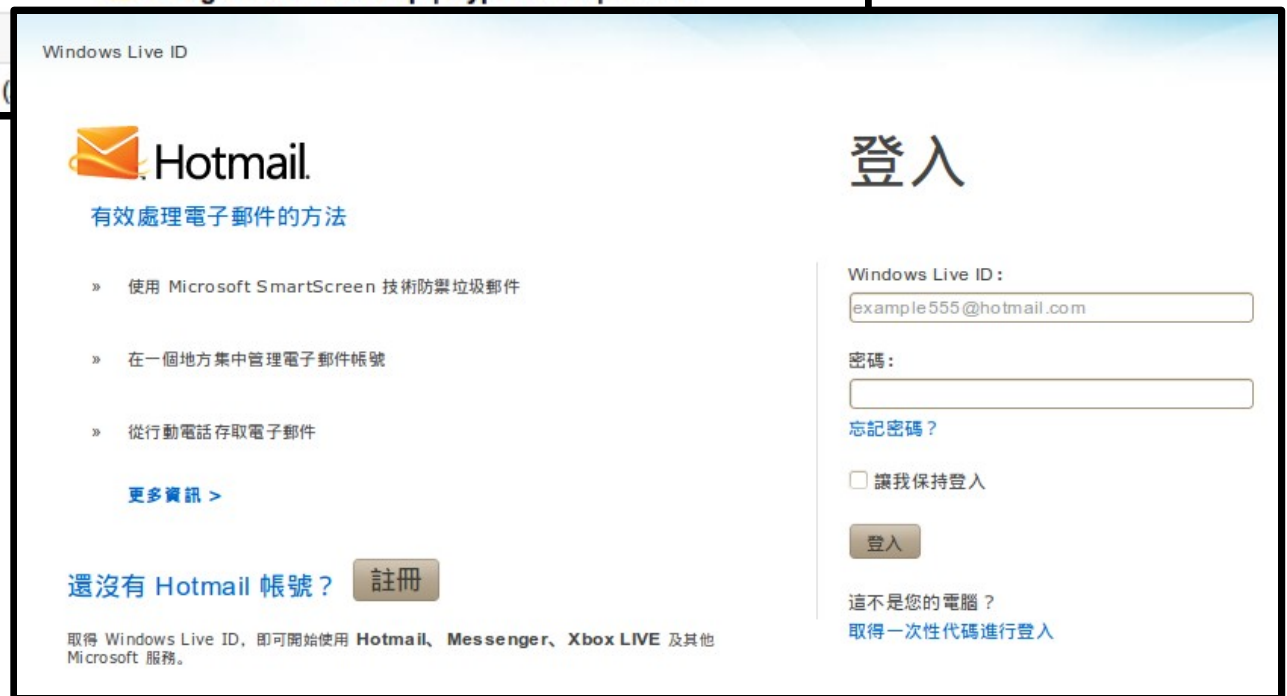 Windows Live ID
Hotmail.
有效處理電子郵件的方法
» 使用 Microsoft SmartScreen 技術防禦垃圾郵件
» 在一個地方集中管理電子郵件帳號
» 從行動電話存取電子郵件
更多資訊 >
還沒有 Hotmail 帳號？ 註冊
取得 Windows Live ID, 即可開始使用 Hotmail、Messenger、Xbox LIVE 及其他
Microsoft 服務。
登入
Windows Live ID：
example555@hotmail.com
密碼：
忘記密碼？
讓我保持登入
登入
這不是您的電腦？
取得一次性代碼進行登入